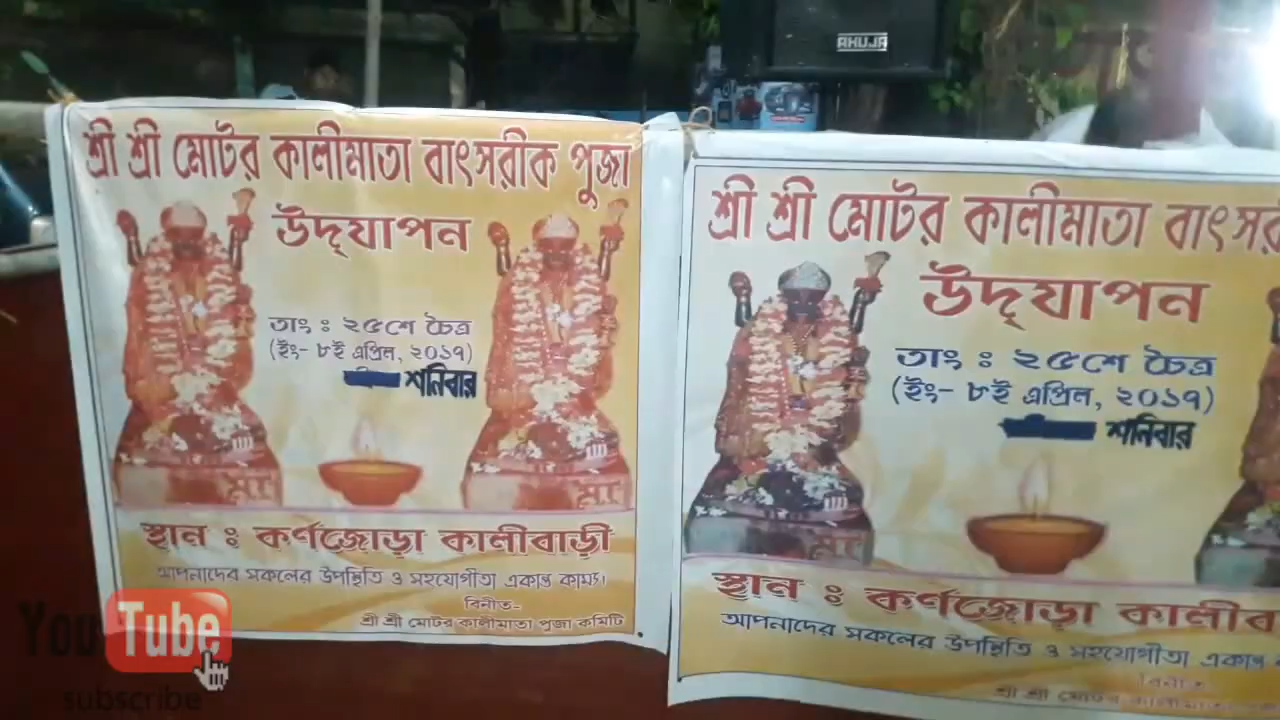 AHUJA
শ্রী শ্রী মোটর কালীমাতা বাৎসরীক পুজা
উদ্‌যাপন
তাং : ২৫শে চৈত্র
(ইং- ৮ই এপ্রিল, ২০১৭)
শনিবার
মা
স্থান : কর্ণজোড়া কালীবাড়ী
আপনাদের সকলের উপস্থিতি ও সহযোগীতা একান্ত কাম্য।
বিনীত-
শ্রী শ্রী মোটর কালীমাতা পুজা কমিটি
শ্রী শ্রী মোটর কালীমাতা বাৎসর
উদ্‌যাপন
তাং : ২৫শে চৈত্র
(ইং- ৮ই এপ্রিল, ২০১৭)
শনিবার
মা
স্থান : কর্ণজোড়া কালীব
আপনাদের সকলের উপস্থিতি ও সহযোগীতা একান্ত
বিনীত-
শ্রী শ্রী মোটর কালীমাতা
YouTube
subscribe